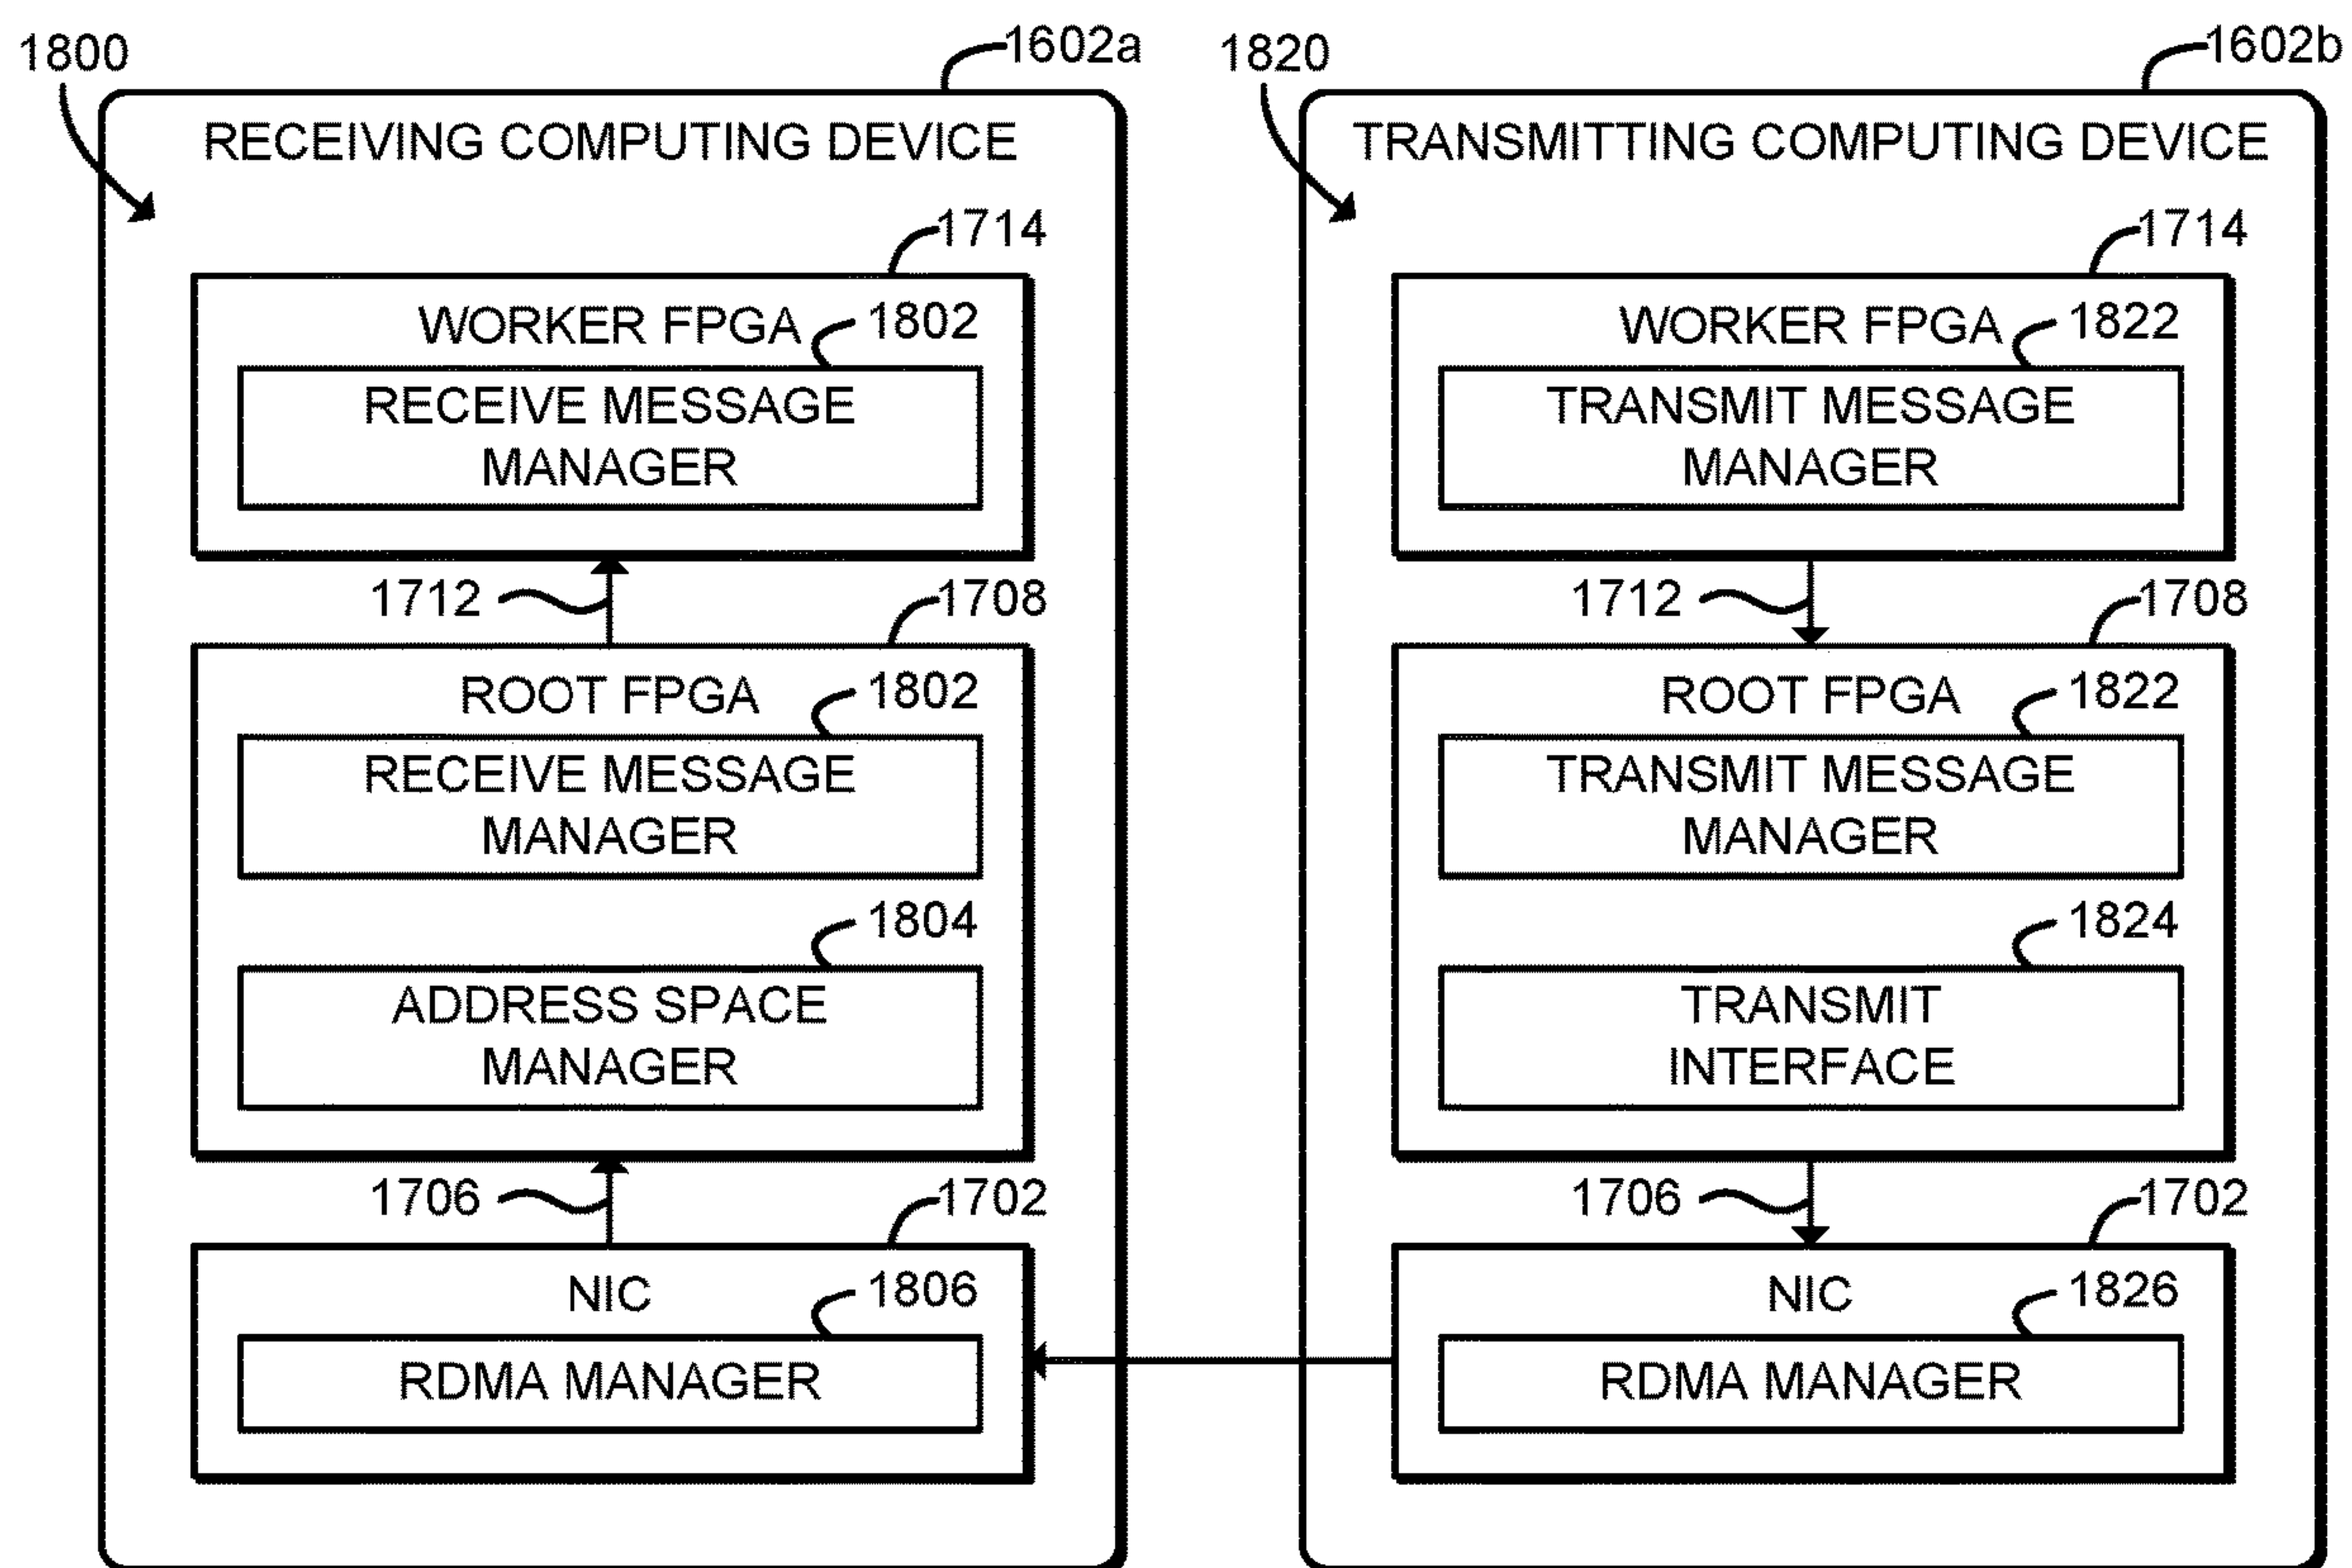 1800
1602a
RECEIVING COMPUTING DEVICE
1714
WORKER FPGA
1802
RECEIVE MESSAGE
MANAGER
1712
1708
ROOT FPGA
1802
RECEIVE MESSAGE
MANAGER
1804
ADDRESS SPACE
MANAGER
1706
1702
NIC
1806
RDMA MANAGER
1820
1602b
TRANSMITTING COMPUTING DEVICE
1714
WORKER FPGA
1822
TRANSMIT MESSAGE
MANAGER
1712
1708
ROOT FPGA
1822
TRANSMIT MESSAGE
MANAGER
1824
TRANSMIT
INTERFACE
1706
1702
NIC
1826
RDMA MANAGER